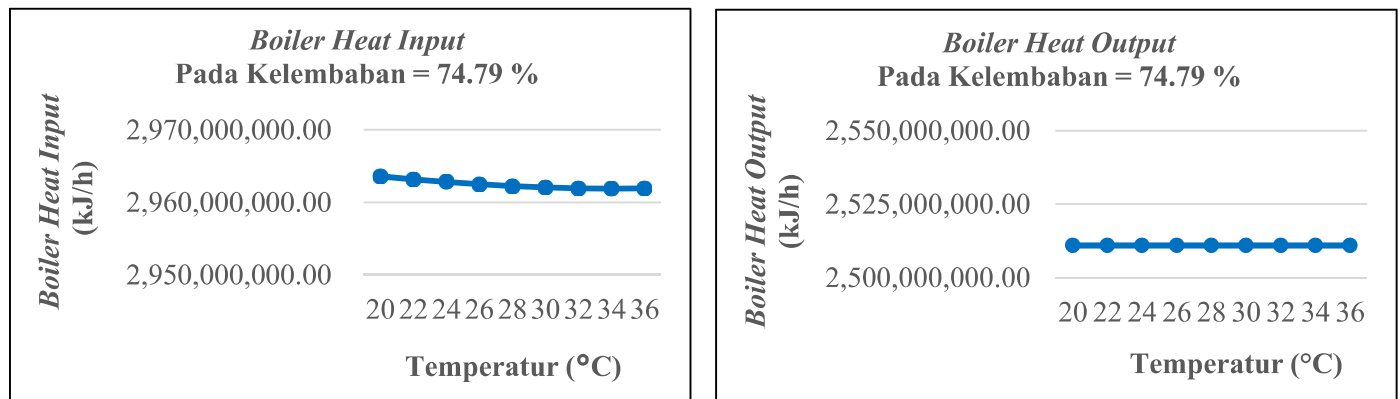 Boiler Heat Input
Pada Kelembaban = 74.79 %
Boiler Heat Input
(kJ/h)
2,970,000,000.00
2,960,000,000.00
2,950,000,000.00
20 22 24 26 28 30 32 34 36
Temperatur (°C)
Boiler Heat Output
Pada Kelembaban = 74.79 %
Boiler Heat Output
(kJ/h)
2,550,000,000.00
2,525,000,000.00
2,500,000,000.00
20 22 24 26 28 30 32 34 36
Temperatur (°C)